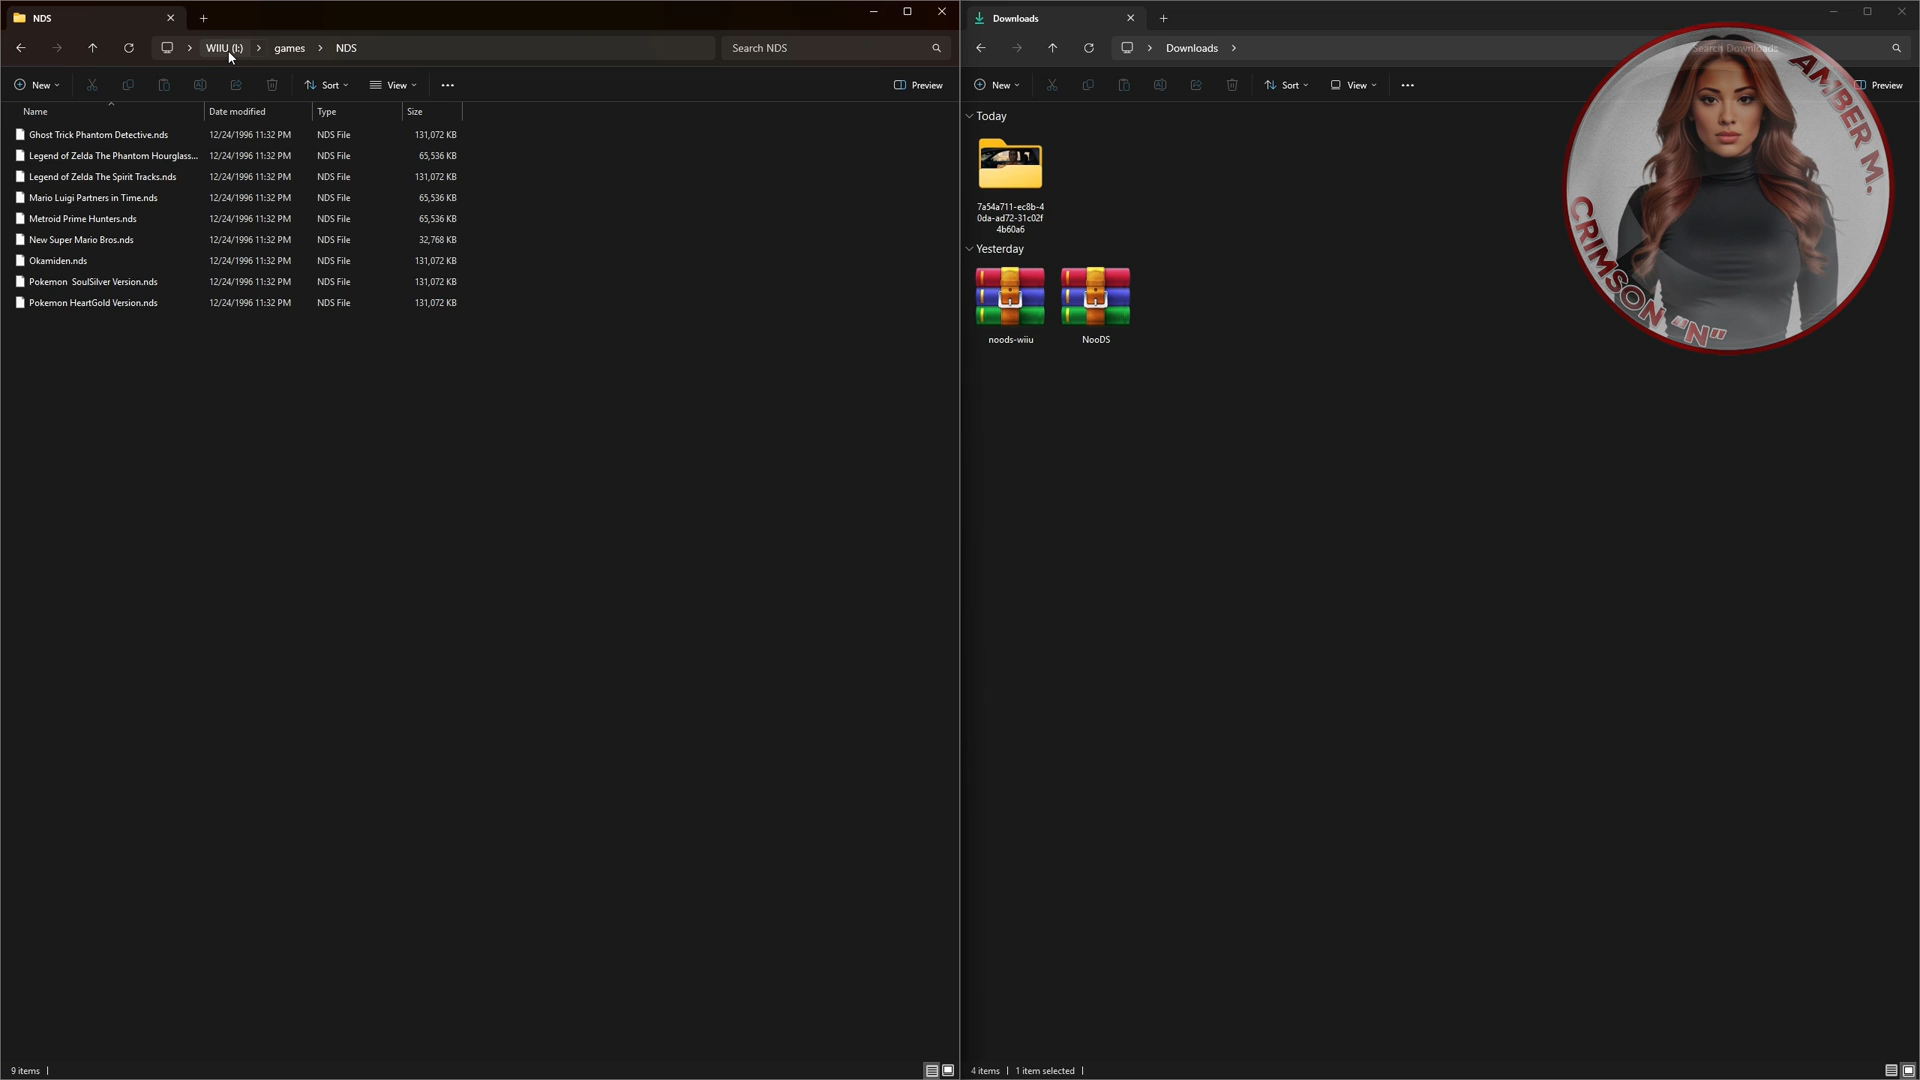 NDS
WIIU (I:) games NDS
Search NDS
New Sort View Preview
Name Date modified Type Size
Ghost Trick Phantom Detective.nds 12/24/1996 11:32 PM NDS File 131,072 KB
Legend of Zelda The Phantom Hourglass... 12/24/1996 11:32 PM NDS File 65,536 KB
Legend of Zelda The Spirit Tracks.nds 12/24/1996 11:32 PM NDS File 131,072 KB
Mario Luigi Partners in Time.nds 12/24/1996 11:32 PM NDS File 65,536 KB
Metroid Prime Hunters.nds 12/24/1996 11:32 PM NDS File 65,536 KB
New Super Mario Bros.nds 12/24/1996 11:32 PM NDS File 32,768 KB
Okamiden.nds 12/24/1996 11:32 PM NDS File 131,072 KB
Pokemon  SoulSilver Version.nds 12/24/1996 11:32 PM NDS File 131,072 KB
Pokemon HeartGold Version.nds 12/24/1996 11:32 PM NDS File 131,072 KB
9 items
Downloads
Downloads
Search Downloads
New Sort View Preview
Today
7a54a711-ec8b-4
0da-ad72-31c02f
4b60a6
Yesterday
noods-wiiu NooDS
4 items 1 item selected
AMBER M.
CRIMSON "N"